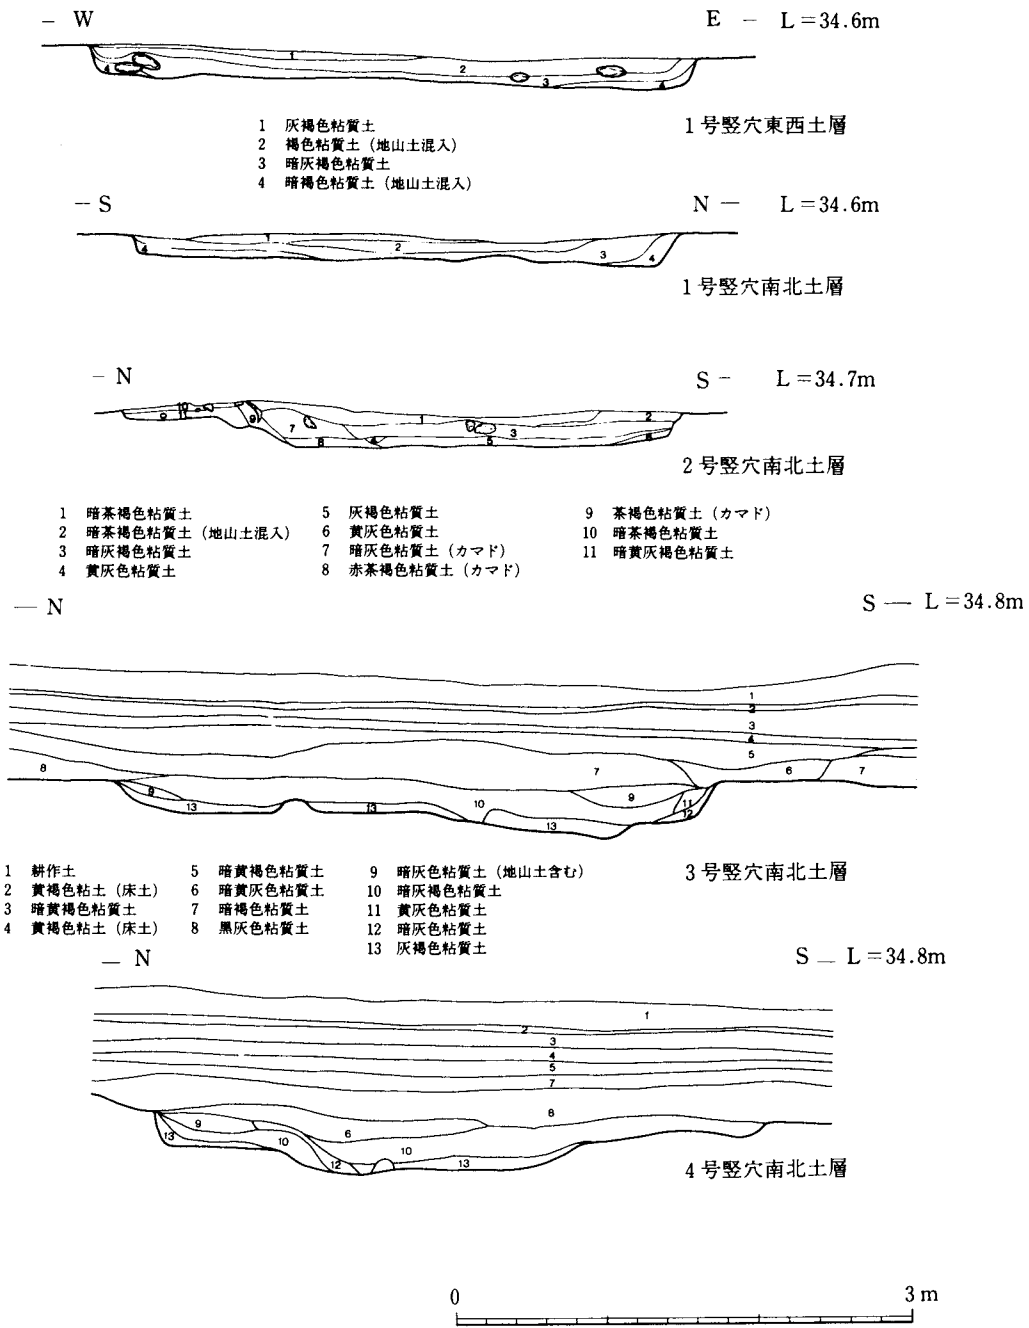 – W E – L=34.6m
1 2 3 4 4
1号竪穴東西土層
1 灰褐色粘質土
2 褐色粘質土（地山土混入）
3 暗灰褐色粘質土
4 暗褐色粘質土（地山土混入）
– S N – L=34.6m
4 1 2 3 4
1号竪穴南北土層
– N S – L=34.7m
9 7 8 4 1 3 5 2 6
2号竪穴南北土層
1 暗茶褐色粘質土
2 暗茶褐色粘質土（地山土混入）
3 暗灰褐色粘質土
4 黄灰色粘質土
5 灰褐色粘質土
6 黄灰色粘質土
7 暗灰色粘質土（カマド）
8 赤茶褐色粘質土（カマド）
9 茶褐色粘質土（カマド）
10 暗茶褐色粘質土
11 暗黄灰褐色粘質土
— N S — L=34.8m
1
2
3
4
5
8 7 6 7
9 13 13 10 13 9 11 12
3号竪穴南北土層
1 耕作土
2 黄褐色粘土（床土）
3 暗黄褐色粘質土
4 黄褐色粘土（床土）
5 暗黄褐色粘質土
6 暗黄灰色粘質土
7 暗褐色粘質土
8 黒灰色粘質土
9 暗灰色粘質土（地山土含む）
10 暗灰褐色粘質土
11 黄灰色粘質土
12 暗灰色粘質土
13 灰褐色粘質土
— N S — L=34.8m
1
2
3
4
5
7
8
9 6
13 10 10
12 13
4号竪穴南北土層
0 3 m